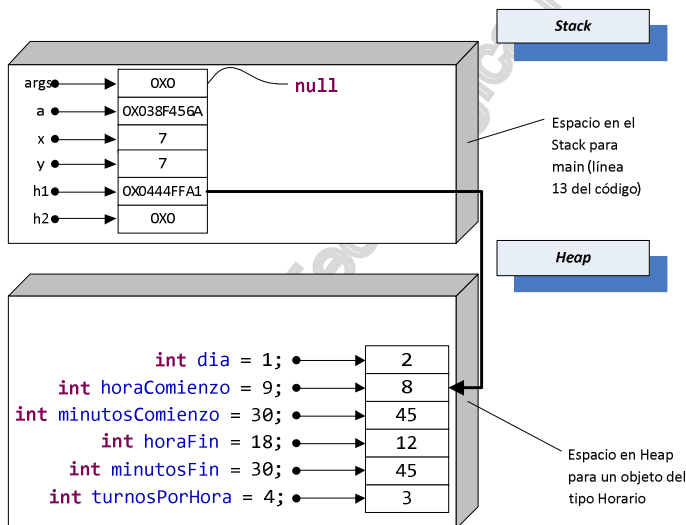 Stack
args
0X0
null
a
0X038F456A
x
7
y
7
h1
0X0444FFA1
h2
0X0
Espacio en el
Stack para
main (línea
13 del código)
Heap
int dia = 1;
2
int horaComienzo = 9;
8
int minutosComienzo = 30;
45
int horaFin = 18;
12
int minutosFin = 30;
45
int turnosPorHora = 4;
3
Espacio en Heap
para un objeto del
tipo Horario